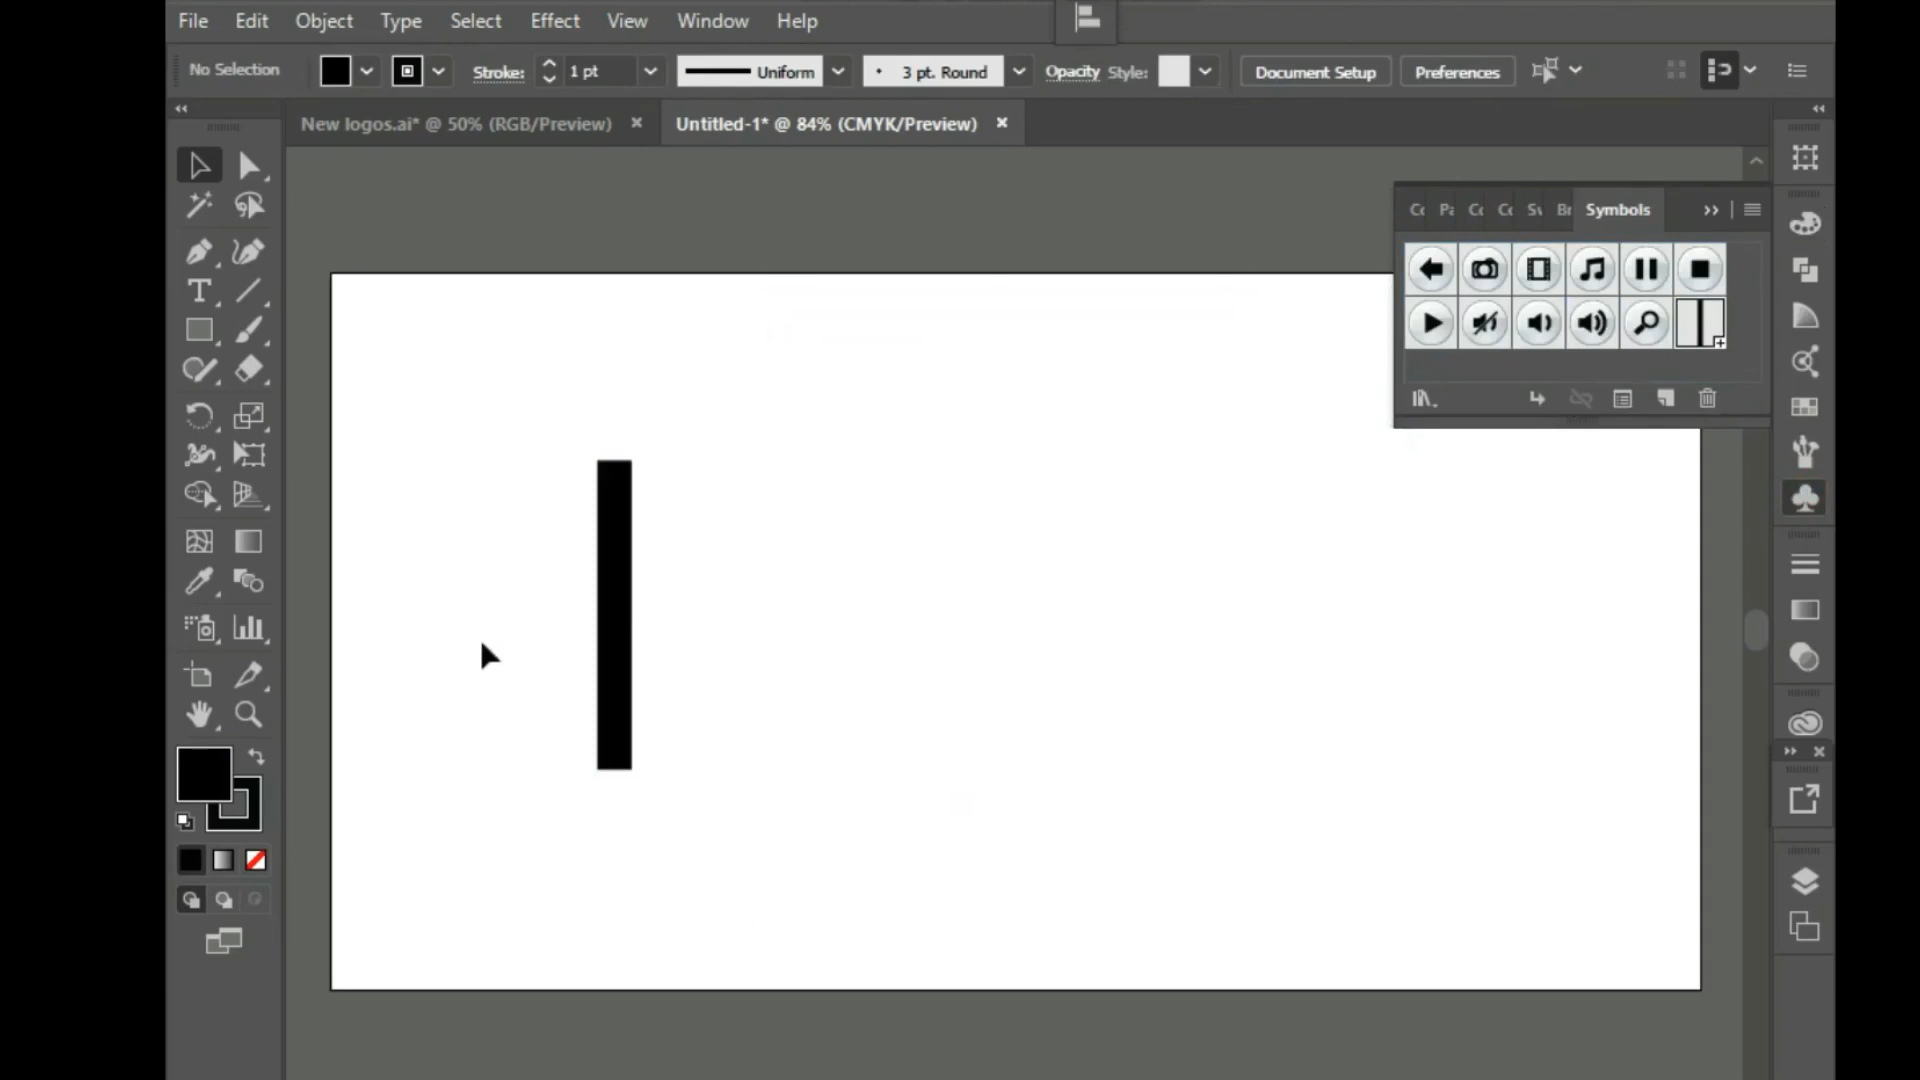 File Edit Object Type Select Effect View Window Help
No Selection Stroke: 1 pt Uniform 3 pt. Round Opacity Style: Document Setup Preferences
New logos.ai* @ 50% (RGB/Preview) Untitled-1* @ 84% (CMYK/Preview)
Symbols